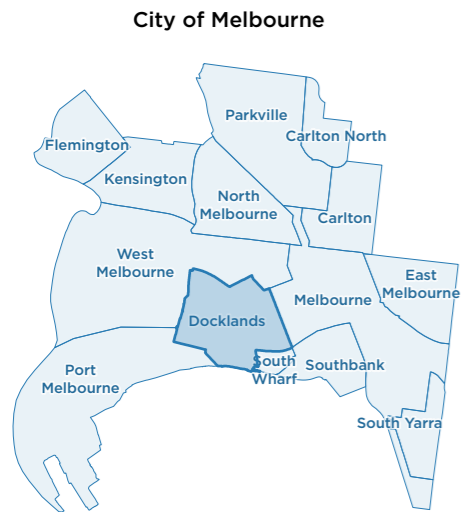 City of Melbourne
Parkville
Carlton North
Flemington
Kensington
North
Melbourne
Carlton
West
Melbourne
East
Melbourne
Melbourne
Docklands
South
Wharf
Southbank
Port
Melbourne
South Yarra